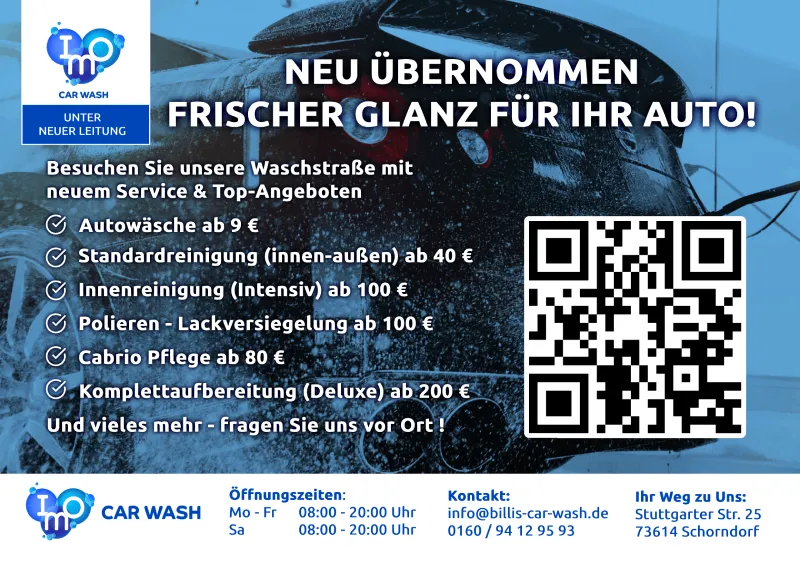 IMO
CAR WASH
UNTER
NEUER LEITUNG
NEU ÜBERNOMMEN
FRISCHER GLANZ FÜR IHR AUTO!
Besuchen Sie unsere Waschstraße mit
neuem Service & Top-Angeboten
Autowäsche ab 9 €
Standardreinigung (innen-außen) ab 40 €
Innenreinigung (Intensiv) ab 100 €
Polieren - Lackversiegelung ab 100 €
Cabrio Pflege ab 80 €
Komplettaufbereitung (Deluxe) ab 200 €
Und vieles mehr - fragen Sie uns vor Ort !
IMO CAR WASH
Öffnungszeiten:
Mo - Fr 08:00 - 20:00 Uhr
Sa 08:00 - 20:00 Uhr
Kontakt:
info@billis-car-wash.de
0160 / 94 12 95 93
Ihr Weg zu Uns:
Stuttgarter Str. 25
73614 Schorndorf